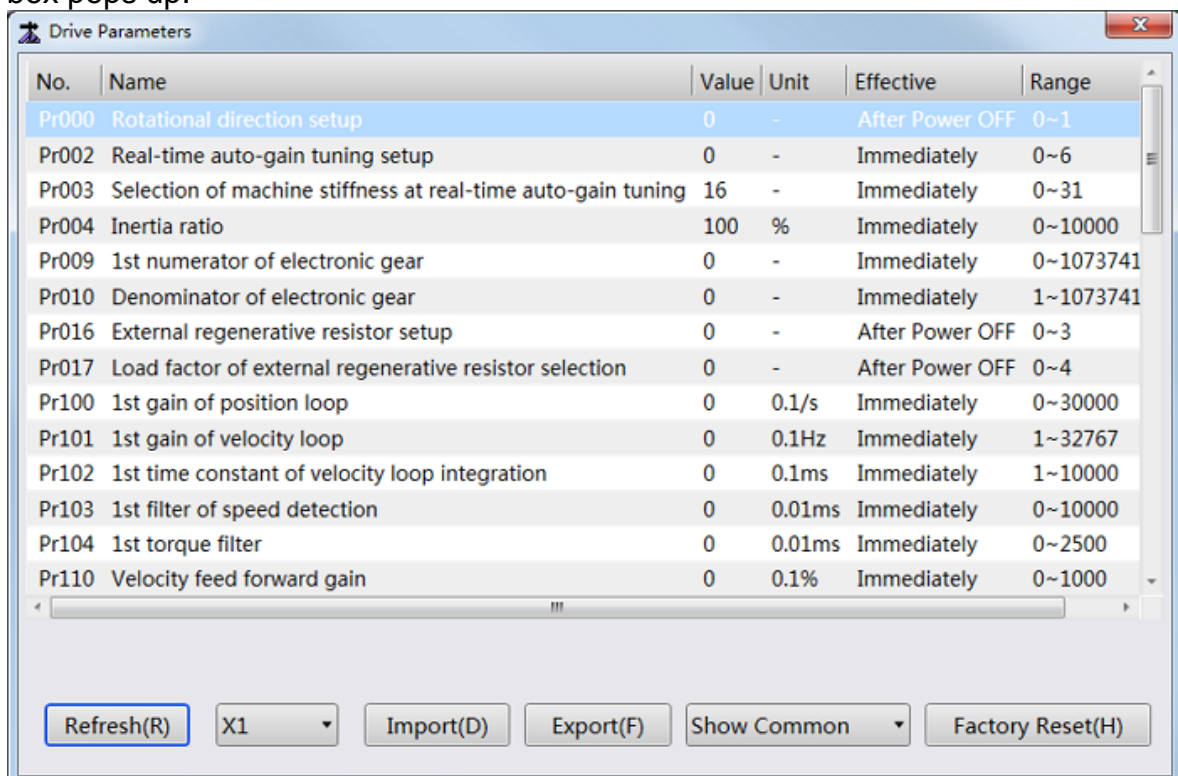 box pops up.
Drive Parameters
No. Name Value Unit Effective Range
Pr000 Rotational direction setup 0 - After Power OFF 0~1
Pr002 Real-time auto-gain tuning setup 0 - Immediately 0~6
Pr003 Selection of machine stiffness at real-time auto-gain tuning 16 - Immediately 0~31
Pr004 Inertia ratio 100 % Immediately 0~10000
Pr009 1st numerator of electronic gear 0 - Immediately 0~1073741
Pr010 Denominator of electronic gear 0 - Immediately 1~1073741
Pr016 External regenerative resistor setup 0 - After Power OFF 0~3
Pr017 Load factor of external regenerative resistor selection 0 - After Power OFF 0~4
Pr100 1st gain of position loop 0 0.1/s Immediately 0~30000
Pr101 1st gain of velocity loop 0 0.1Hz Immediately 1~32767
Pr102 1st time constant of velocity loop integration 0 0.1ms Immediately 1~10000
Pr103 1st filter of speed detection 0 0.01ms Immediately 0~10000
Pr104 1st torque filter 0 0.01ms Immediately 0~2500
Pr110 Velocity feed forward gain 0 0.1% Immediately 0~1000
Refresh(R) X1 Import(D) Export(F) Show Common Factory Reset(H)